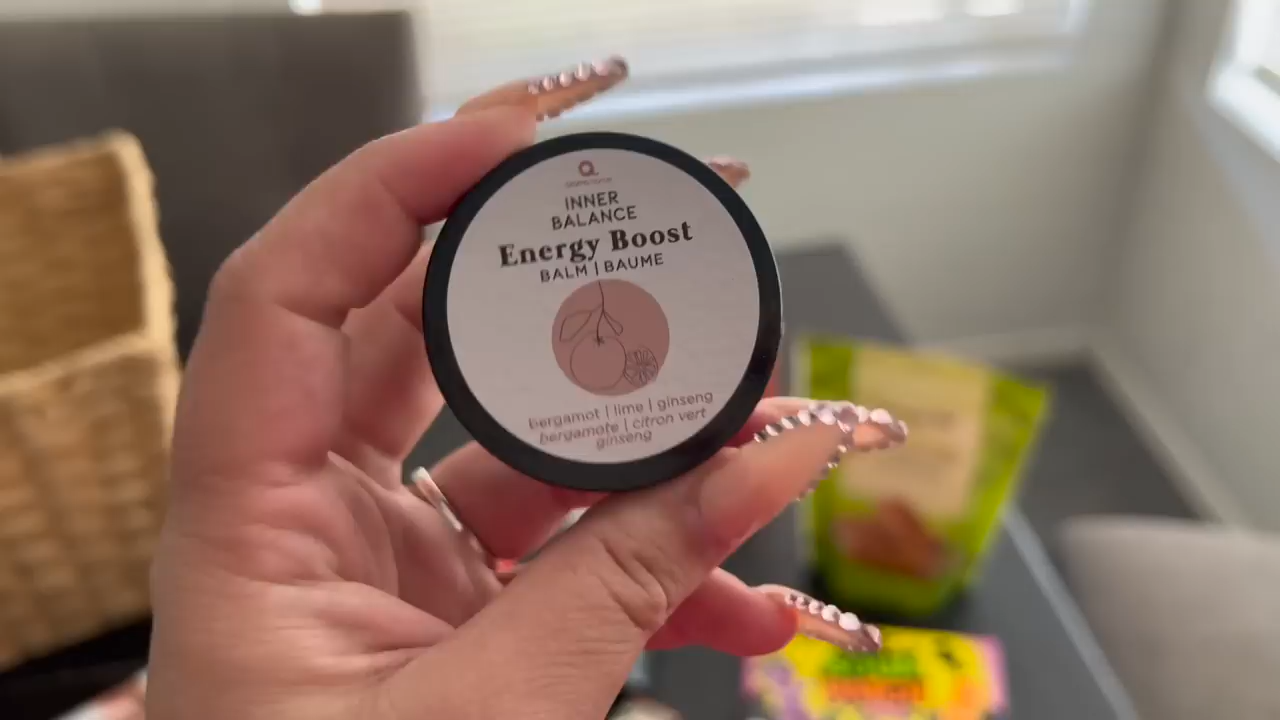 INNER
BALANCE
Energy Boost
BALM | BAUME
bergamot | lime | ginseng
bergamote | citron vert
ginseng